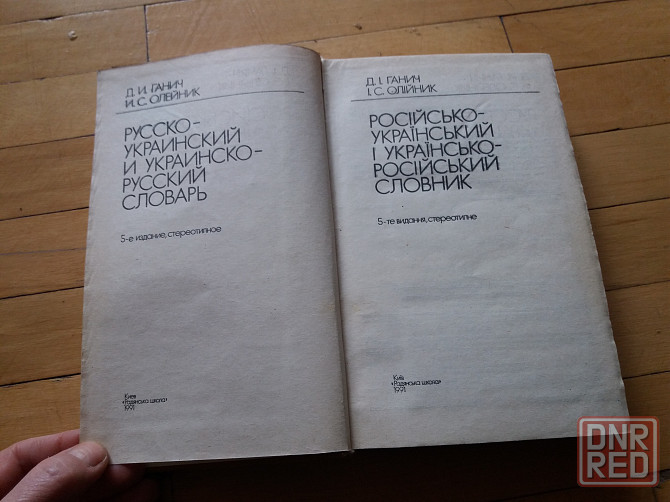 Д. И. ГАНИЧ
И. С. ОЛЕЙНИК
РУССКО-
УКРАИНСКИЙ
И УКРАИНСКО-
РУССКИЙ
СЛОВАРЬ
5-е издание, стереотипное
Киев
«Радянська школа»
1991
Д. І. ГАНИЧ
І. С. ОЛІЙНИК
РОСІЙСЬКО-
УКРАЇНСЬКИЙ
І УКРАЇНСЬКО-
РОСІЙСЬКИЙ
СЛОВНИК
5-те видання, стереотипне
Київ
«Радянська школа»
1991
DNR
RED